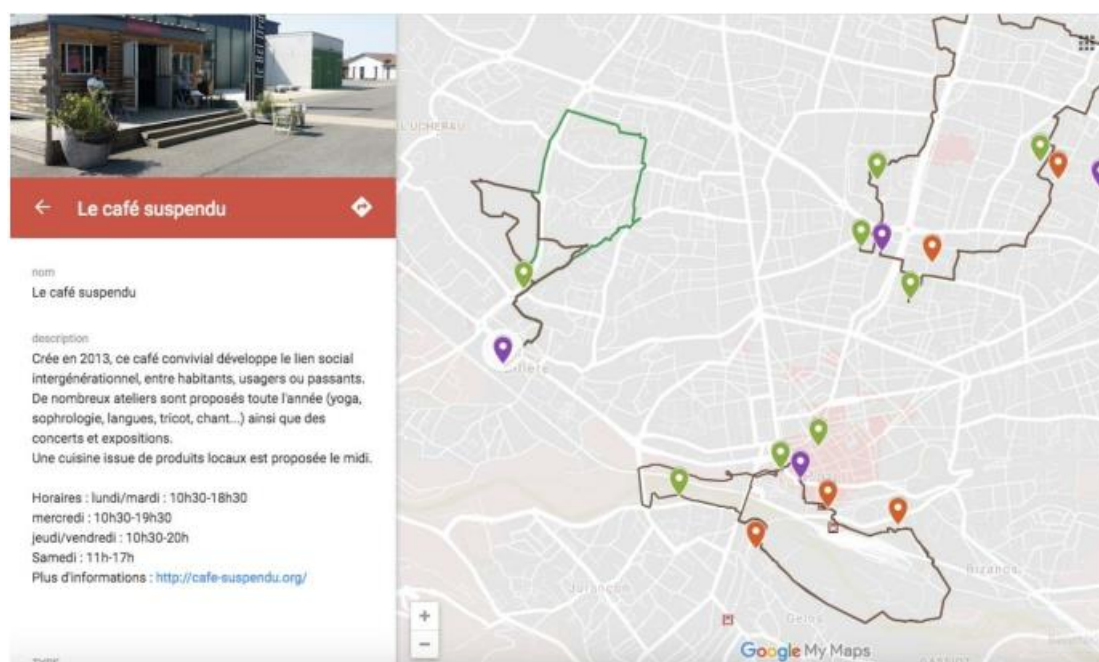 Le café suspendu
nom
Le café suspendu
description
Crée en 2013, ce café convivial développe le lien social
intergénérationnel, entre habitants, usagers ou passants.
De nombreux ateliers sont proposés toute l'année (yoga,
sophrologie, langues, tricot, chant...) ainsi que des
concerts et expositions.
Une cuisine issue de produits locaux est proposée le midi.
Horaires : lundi/mardi : 10h30-18h30
mercredi : 10h30-19h30
jeudi/vendredi : 10h30-20h
Samedi : 11h-17h
Plus d'informations : http://cafe-suspendu.org/
L'UCHERAU
Jurançon
Gelos
Bizanos
Google My Maps